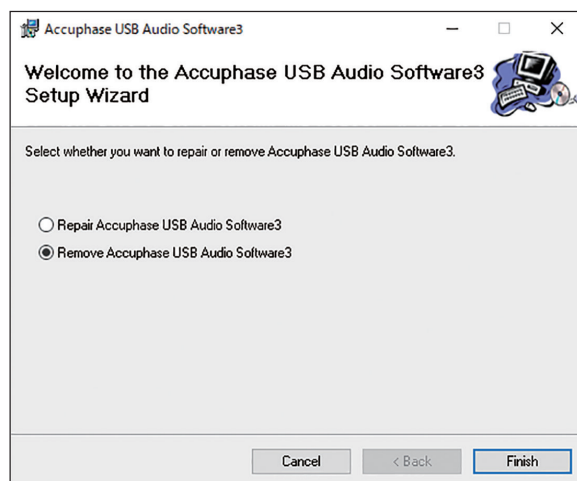 Accuphase USB Audio Software3
Welcome to the Accuphase USB Audio Software3
Setup Wizard
Select whether you want to repair or remove Accuphase USB Audio Software3.
Repair Accuphase USB Audio Software3
Remove Accuphase USB Audio Software3
Cancel
< Back
Finish